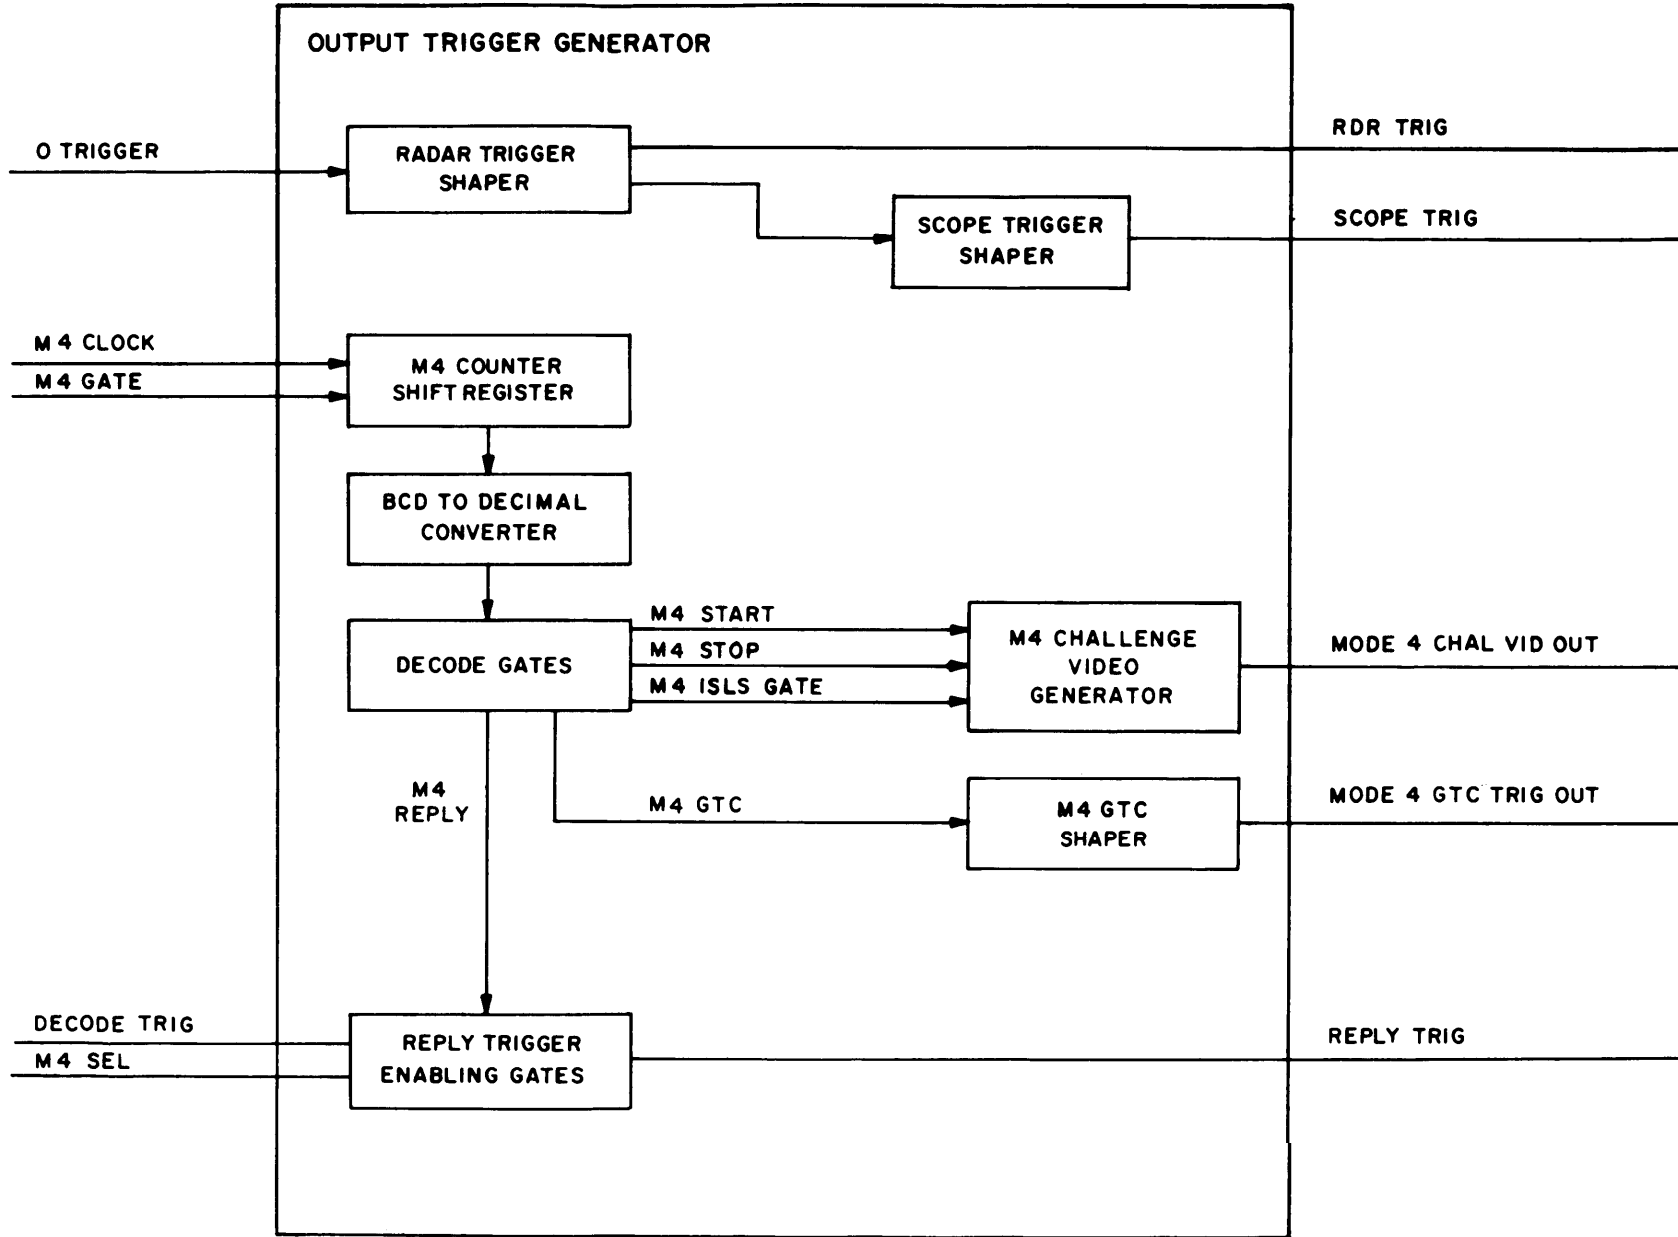 OUTPUT TRIGGER GENERATOR
O TRIGGER
RADAR TRIGGER
SHAPER
RDR TRIG
SCOPE TRIGGER
SHAPER
SCOPE TRIG
M4 CLOCK
M4 GATE
M4 COUNTER
SHIFT REGISTER
BCD TO DECIMAL
CONVERTER
DECODE GATES
M4 START
M4 STOP
M4 ISLS GATE
M4 CHALLENGE
VIDEO
GENERATOR
MODE 4 CHAL VID OUT
M4
REPLY
M4 GTC
M4 GTC
SHAPER
MODE 4 GTC TRIG OUT
DECODE TRIG
M4 SEL
REPLY TRIGGER
ENABLING GATES
REPLY TRIG